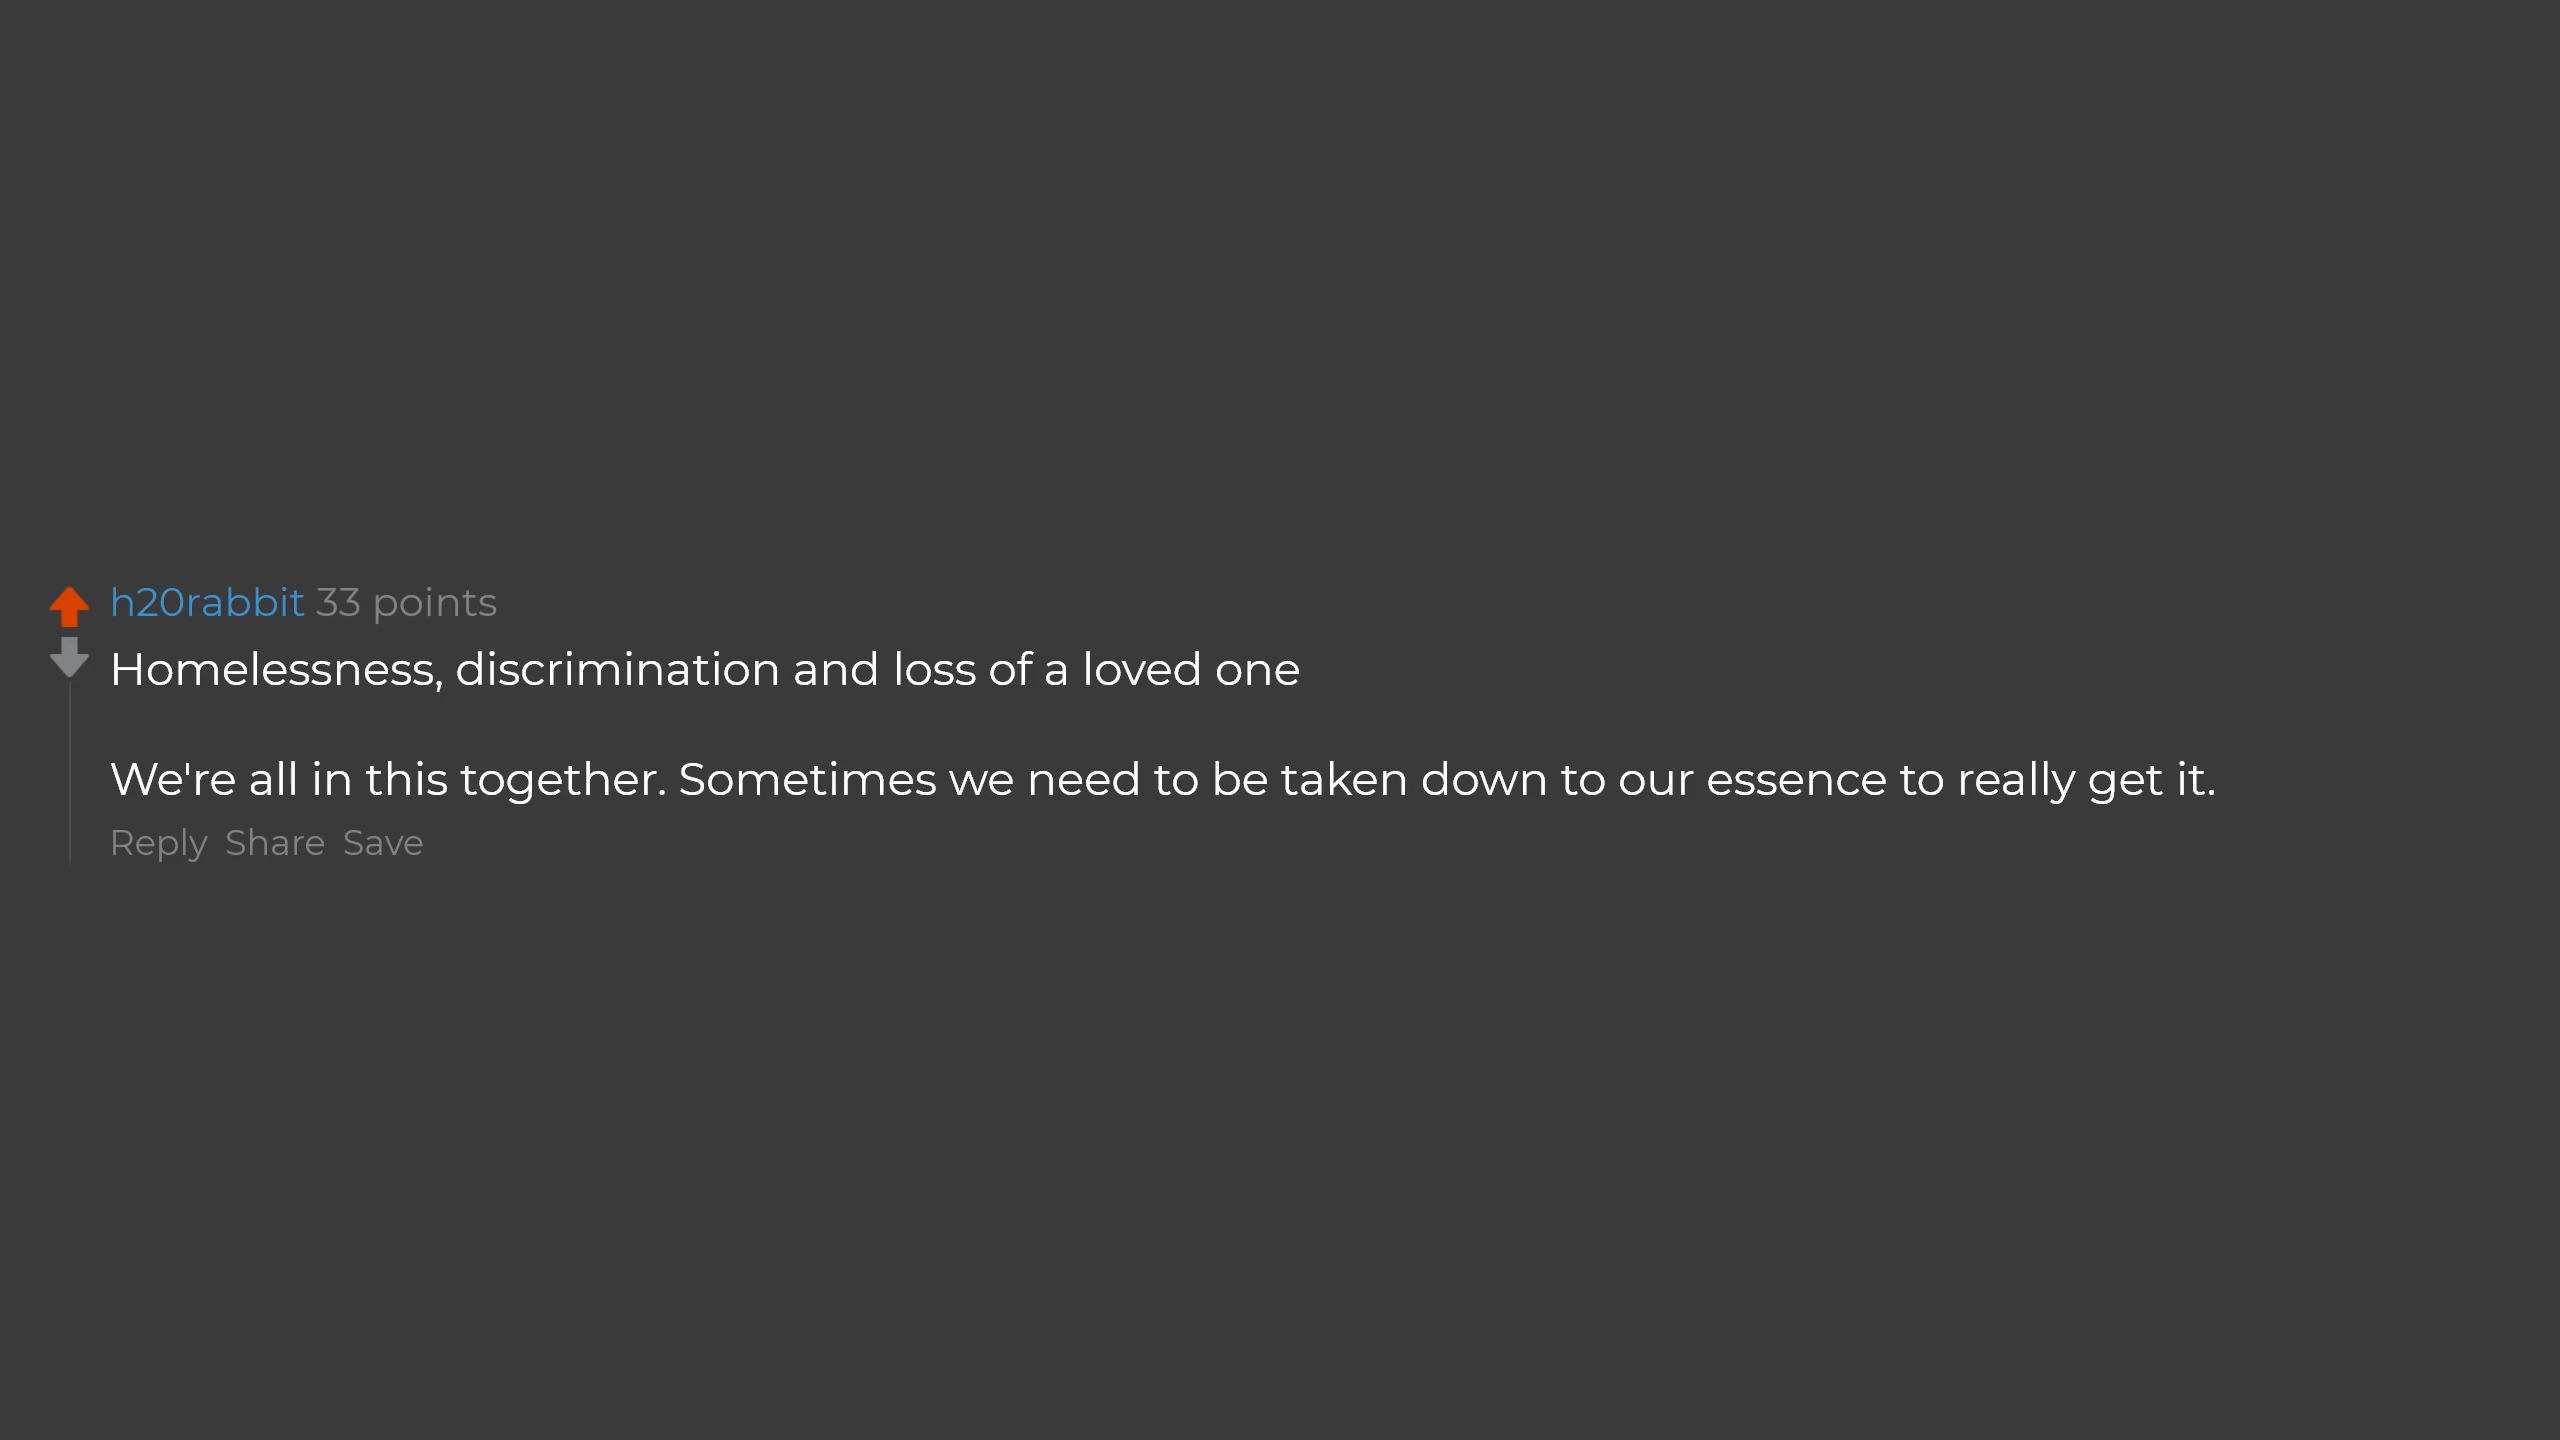 h20rabbit 33 points
Homelessness, discrimination and loss of a loved one
We're all in this together. Sometimes we need to be taken down to our essence to really get it.
Reply Share Save